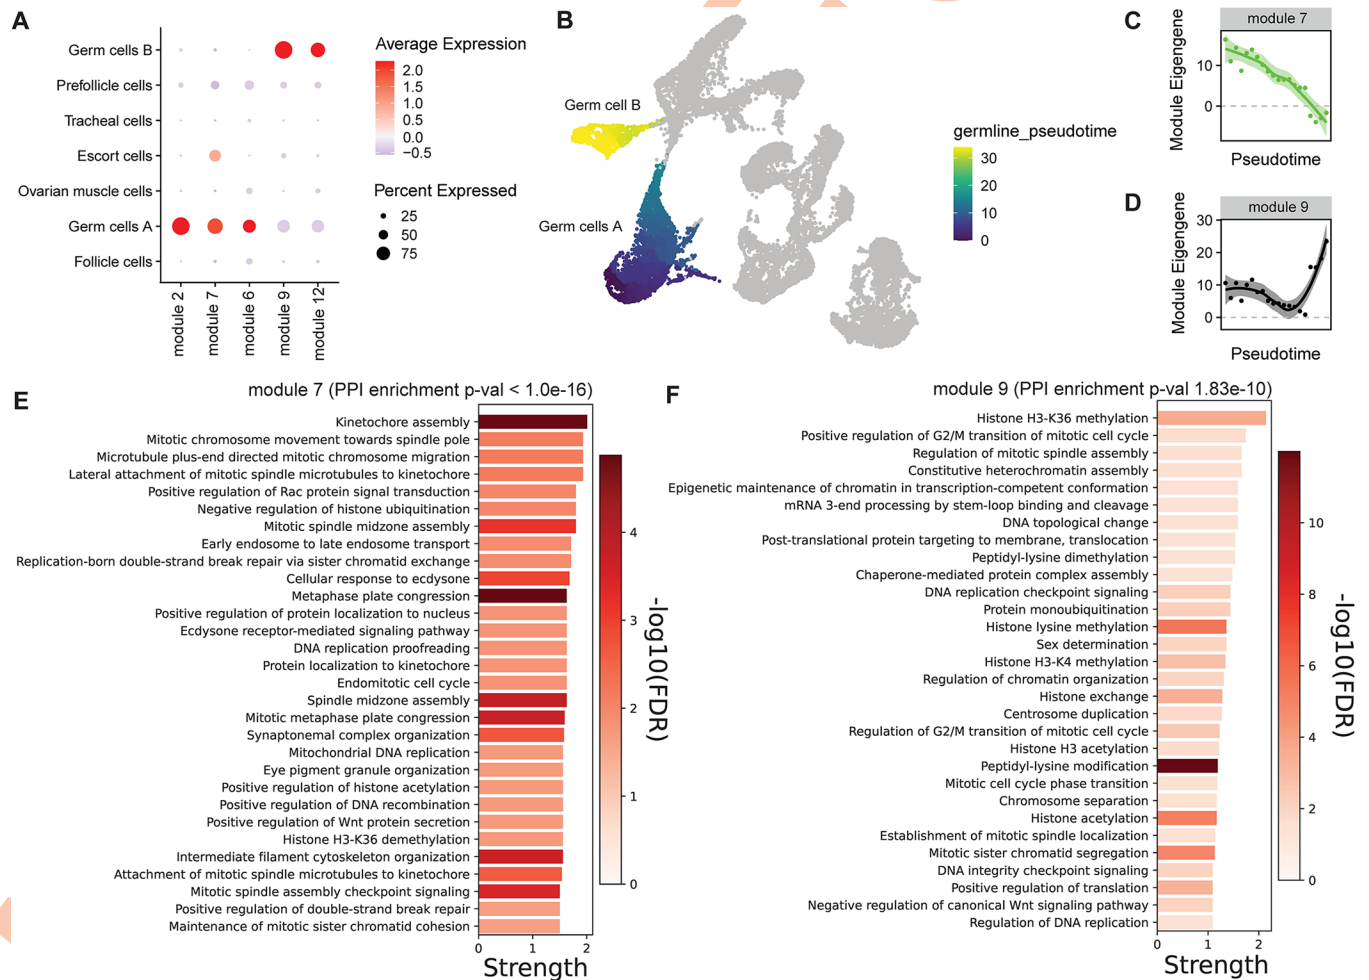 A
Germ cells B
Prefollicle cells
Tracheal cells
Escort cells
Ovarian muscle cells
Germ cells A
Follicle cells
module 2
module 7
module 6
module 9
module 12
Average Expression
2.0
1.5
1.0
0.5
0.0
−0.5
Percent Expressed
25
50
75
B
Germ cell B
Germ cells A
germline_pseudotime
30
20
10
0
C
module 7
Module Eigengene
10
0
Pseudotime
D
module 9
Module Eigengene
30
20
10
0
Pseudotime
E
module 7 (PPI enrichment p-val < 1.0e-16)
Kinetochore assembly
Mitotic chromosome movement towards spindle pole
Microtubule plus-end directed mitotic chromosome migration
Lateral attachment of mitotic spindle microtubules to kinetochore
Positive regulation of Rac protein signal transduction
Negative regulation of histone ubiquitination
Mitotic spindle midzone assembly
Early endosome to late endosome transport
Replication-born double-strand break repair via sister chromatid exchange
Cellular response to ecdysone
Metaphase plate congression
Positive regulation of protein localization to nucleus
Ecdysone receptor-mediated signaling pathway
DNA replication proofreading
Protein localization to kinetochore
Endomitotic cell cycle
Spindle midzone assembly
Mitotic metaphase plate congression
Synaptonemal complex organization
Mitochondrial DNA replication
Eye pigment granule organization
Positive regulation of histone acetylation
Positive regulation of DNA recombination
Positive regulation of Wnt protein secretion
Histone H3-K36 demethylation
Intermediate filament cytoskeleton organization
Attachment of mitotic spindle microtubules to kinetochore
Mitotic spindle assembly checkpoint signaling
Positive regulation of double-strand break repair
Maintenance of mitotic sister chromatid cohesion
0 1 2
Strength
4
3
2
1
0
-log10(FDR)
F
module 9 (PPI enrichment p-val 1.83e-10)
Histone H3-K36 methylation
Positive regulation of G2/M transition of mitotic cell cycle
Regulation of mitotic spindle assembly
Constitutive heterochromatin assembly
Epigenetic maintenance of chromatin in transcription-competent conformation
mRNA 3-end processing by stem-loop binding and cleavage
DNA topological change
Post-translational protein targeting to membrane, translocation
Peptidyl-lysine dimethylation
Chaperone-mediated protein complex assembly
DNA replication checkpoint signaling
Protein monoubiquitination
Histone lysine methylation
Sex determination
Histone H3-K4 methylation
Regulation of chromatin organization
Histone exchange
Centrosome duplication
Regulation of G2/M transition of mitotic cell cycle
Histone H3 acetylation
Peptidyl-lysine modification
Mitotic cell cycle phase transition
Chromosome separation
Histone acetylation
Establishment of mitotic spindle localization
Mitotic sister chromatid segregation
DNA integrity checkpoint signaling
Positive regulation of translation
Negative regulation of canonical Wnt signaling pathway
Regulation of DNA replication
0 1 2
Strength
10
8
6
4
2
0
-log10(FDR)